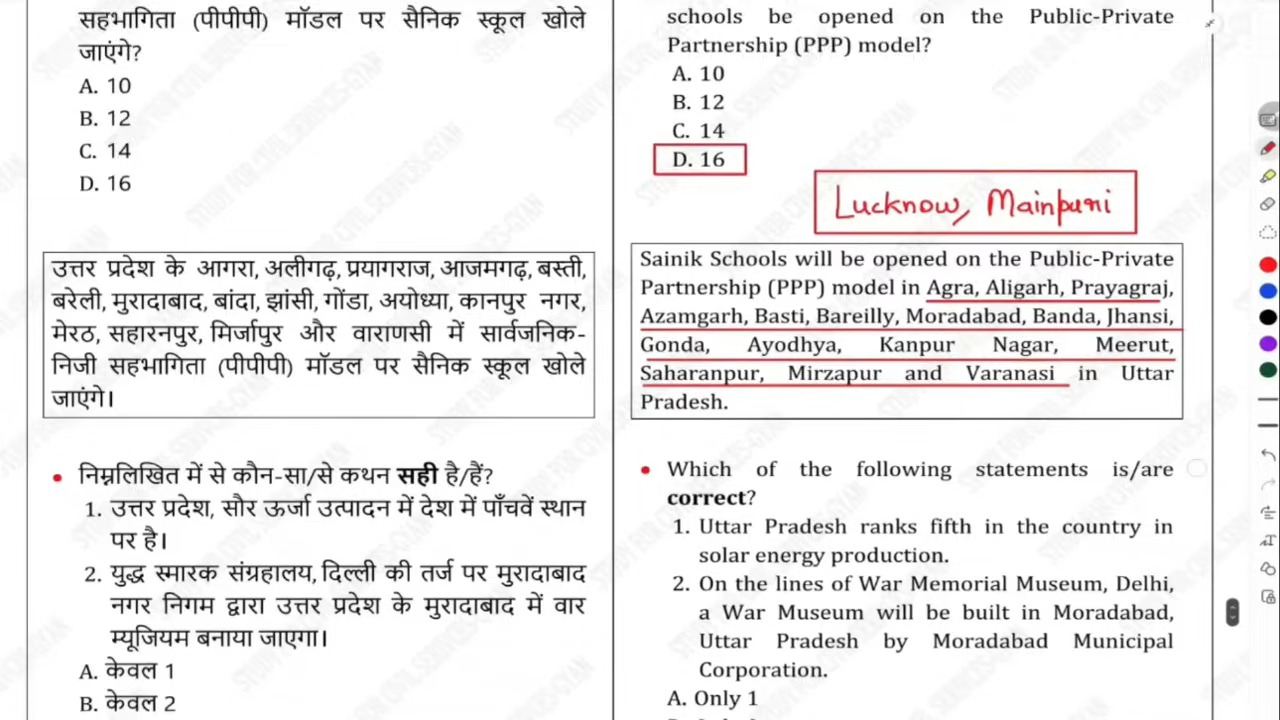 सहभागिता (पीपीपी) मॉडल पर सैनिक स्कूल खोले
जाएंगे?
A. 10
B. 12
C. 14
D. 16
उत्तर प्रदेश के आगरा, अलीगढ़, प्रयागराज, आजमगढ़, बस्ती,
बरेली, मुरादाबाद, बांदा, झांसी, गोंडा, अयोध्या, कानपुर नगर,
मेरठ, सहारनपुर, मिर्जापुर और वाराणसी में सार्वजनिक-
निजी सहभागिता (पीपीपी) मॉडल पर सैनिक स्कूल खोले
जाएंगे।
• निम्नलिखित में से कौन-सा/से कथन सही है/हैं?
1. उत्तर प्रदेश, सौर ऊर्जा उत्पादन में देश में पाँचवें स्थान
पर है।
2. युद्ध स्मारक संग्रहालय, दिल्ली की तर्ज पर मुरादाबाद
नगर निगम द्वारा उत्तर प्रदेश के मुरादाबाद में वार
म्यूजियम बनाया जाएगा।
A. केवल 1
B. केवल 2
schools be opened on the Public-Private
Partnership (PPP) model?
A. 10
B. 12
C. 14
D. 16
Lucknow, Mainpuri
Sainik Schools will be opened on the Public-Private
Partnership (PPP) model in Agra, Aligarh, Prayagraj,
Azamgarh, Basti, Bareilly, Moradabad, Banda, Jhansi,
Gonda, Ayodhya, Kanpur Nagar, Meerut,
Saharanpur, Mirzapur and Varanasi in Uttar
Pradesh.
• Which of the following statements is/are
correct?
1. Uttar Pradesh ranks fifth in the country in
solar energy production.
2. On the lines of War Memorial Museum, Delhi,
a War Museum will be built in Moradabad,
Uttar Pradesh by Moradabad Municipal
Corporation.
A. Only 1